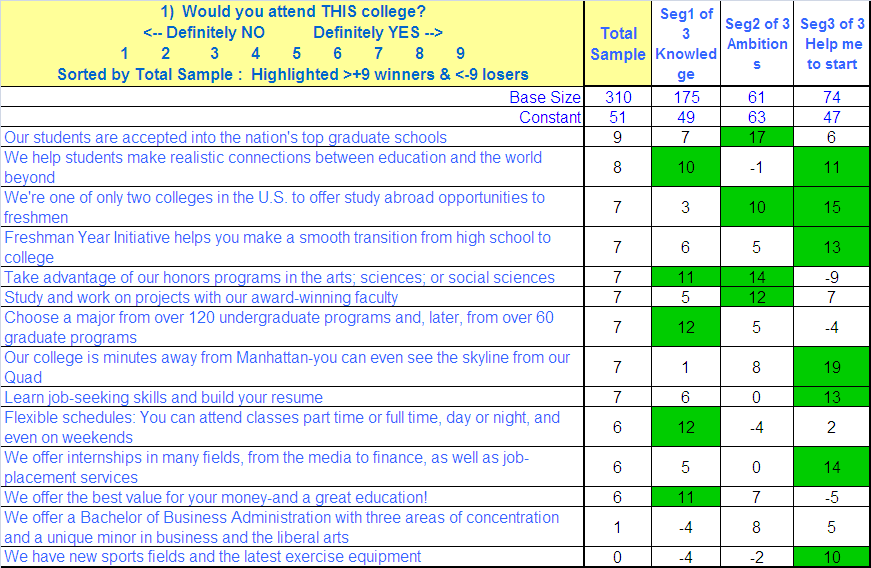 1) Would you attend THIS college?
<-- Definitely NO Definitely YES -->
1 2 3 4 5 6 7 8 9
Sorted by Total Sample : Highlighted >+9 winners & <-9 losers
Total
Sample
Seg1 of
3
Knowled
ge
Seg2 of 3
Ambition
s
Seg3 of 3
Help me
to start
Base Size 310 175 61 74
Constant 51 49 63 47
Our students are accepted into the nation's top graduate schools 9 7 17 6
We help students make realistic connections between education and the world
beyond 8 10 -1 11
We're one of only two colleges in the U.S. to offer study abroad opportunities to
freshmen 7 3 10 15
Freshman Year Initiative helps you make a smooth transition from high school to
college 7 6 5 13
Take advantage of our honors programs in the arts; sciences; or social sciences 7 11 14 -9
Study and work on projects with our award-winning faculty 7 5 12 7
Choose a major from over 120 undergraduate programs and, later, from over 60
graduate programs 7 12 5 -4
Our college is minutes away from Manhattan-you can even see the skyline from our
Quad 7 1 8 19
Learn job-seeking skills and build your resume 7 6 0 13
Flexible schedules: You can attend classes part time or full time, day or night, and
even on weekends 6 12 -4 2
We offer internships in many fields, from the media to finance, as well as job-
placement services 6 5 0 14
We offer the best value for your money-and a great education! 6 11 7 -5
We offer a Bachelor of Business Administration with three areas of concentration
and a unique minor in business and the liberal arts 1 -4 8 5
We have new sports fields and the latest exercise equipment 0 -4 -2 10